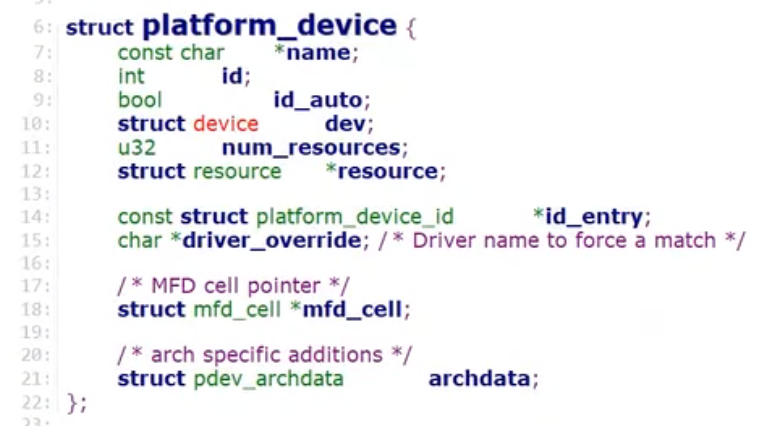 6: struct platform_device {
7: const char *name;
8: int id;
9: bool id_auto;
10: struct device dev;
11: u32 num_resources;
12: struct resource *resource;
13:
14: const struct platform_device_id *id_entry;
15: char *driver_override; /* Driver name to force a match */
16:
17: /* MFD cell pointer */
18: struct mfd_cell *mfd_cell;
19:
20: /* arch specific additions */
21: struct pdev_archdata archdata;
22: };
23: